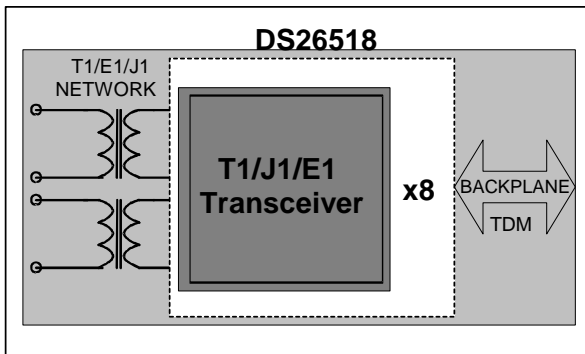 DS26518
T1/E1/J1
NETWORK
T1/J1/E1
Transceiver
x8
BACKPLANE
TDM